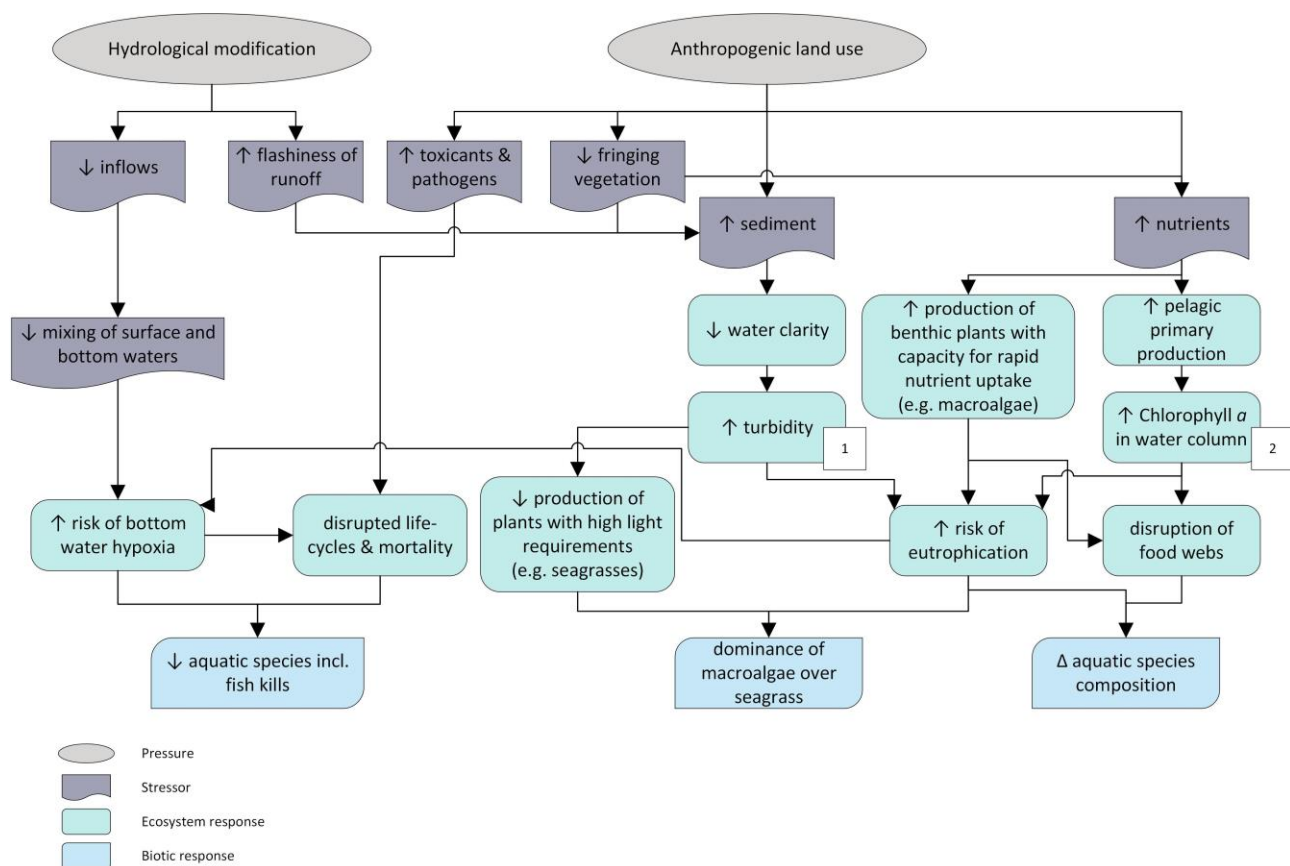 Hydrological modification
Anthropogenic land use
↓ inflows
↑ flashiness of
runoff
↑ toxicants &
pathogens
↓ fringing
vegetation
↑ sediment
↑ nutrients
↓ mixing of surface and
bottom waters
↓ water clarity
↑ production of
benthic plants with
capacity for rapid
nutrient uptake
(e.g. macroalgae)
↑ pelagic
primary
production
↑ turbidity
1
↑ Chlorophyll a
in water column
2
↑ risk of bottom
water hypoxia
disrupted life-
cycles & mortality
↓ production of
plants with high light
requirements
(e.g. seagrasses)
↑ risk of
eutrophication
disruption of
food webs
↓ aquatic species incl.
fish kills
dominance of
macroalgae over
seagrass
Δ aquatic species
composition
Pressure
Stressor
Ecosystem response
Biotic response